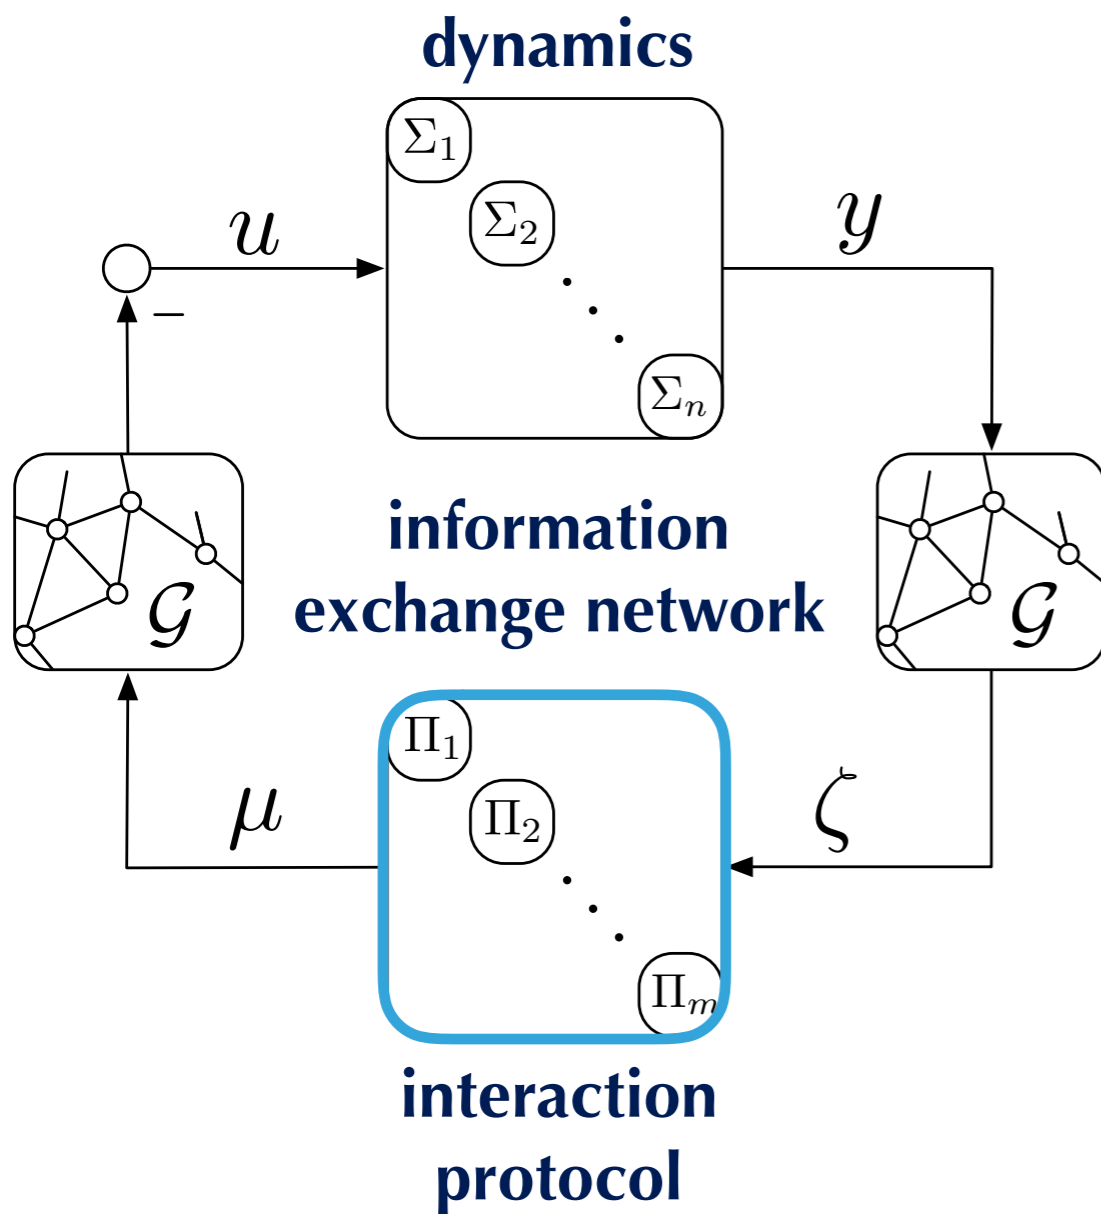 dynamics
Σ₁
Σ₂
Σₙ
u
y
−
information
exchange network
𝒢
𝒢
Π₁
Π₂
Πₘ
μ
ζ
interaction
protocol